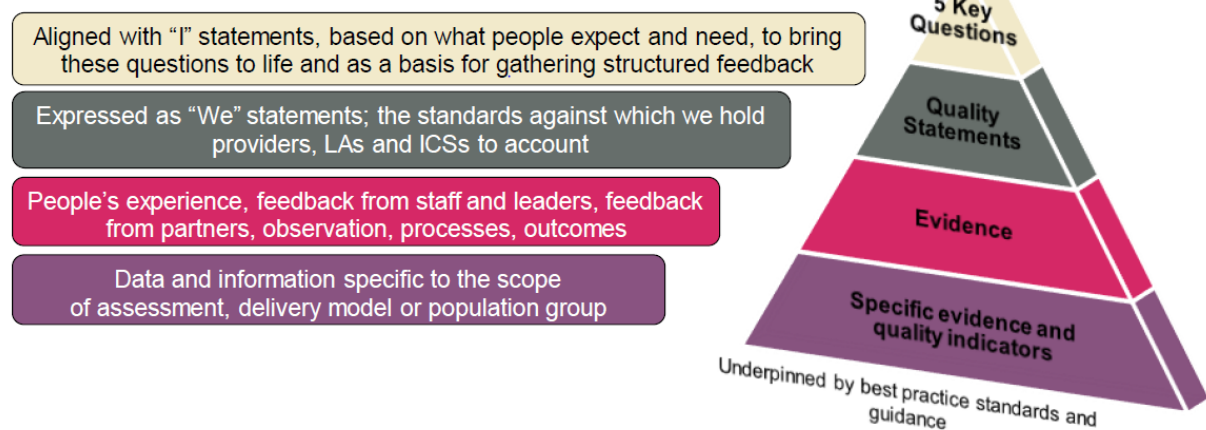 Aligned with “I” statements, based on what people expect and need, to bring
these questions to life and as a basis for gathering structured feedback
Expressed as “We” statements; the standards against which we hold
providers, LAs and ICSs to account
People’s experience, feedback from staff and leaders, feedback
from partners, observation, processes, outcomes
Data and information specific to the scope
of assessment, delivery model or population group
5 Key
Questions
Quality
Statements
Evidence
Specific evidence and
quality indicators
Underpinned by best practice standards and
guidance